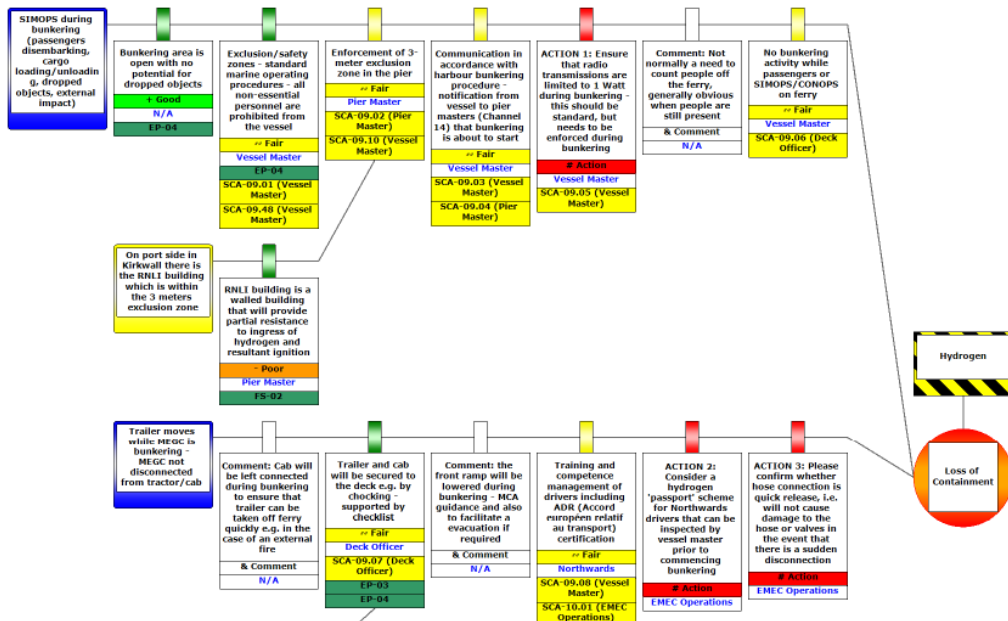 SIMOPS during
bunkering
(passengers
disembarking,
cargo
loading/unloadin
g, dropped
objects, external
impact)
Bunkering area is
open with no
potential for
dropped objects
+ Good
N/A
EP-04
Exclusion/safety
zones - standard
marine operating
procedures - all
non-essential
personnel are
prohibited from
the vessel
~ Fair
Vessel Master
EP-04
SCA-09.01 (Vessel
Master)
SCA-09.48 (Vessel
Master)
Enforcement of 3-
meter exclusion
zone in the pier
~ Fair
Pier Master
SCA-09.02 (Pier
Master)
SCA-09.10 (Vessel
Master)
Communication in
accordance with
harbour bunkering
procedure -
notification from
vessel to pier
masters (Channel
14) that bunkering
is about to start
~ Fair
Vessel Master
SCA-09.03 (Vessel
Master)
SCA-09.04 (Pier
Master)
ACTION 1: Ensure
that radio
transmissions are
limited to 1 Watt
during bunkering -
this should be
standard, but
needs to be
enforced during
bunkering
# Action
Vessel Master
SCA-09.05 (Vessel
Master)
Comment: Not
normally a need to
count people off
the ferry,
generally obvious
when people are
still present
& Comment
N/A
No bunkering
activity while
passengers or
SIMOPS/CONOPS
on ferry
~ Fair
Vessel Master
SCA-09.06 (Deck
Officer)
On port side in
Kirkwall there is
the RNLI building
which is within
the 3 meters
exclusion zone
RNLI building is a
walled building
that will provide
partial resistance
to ingress of
hydrogen and
resultant ignition
- Poor
Pier Master
FS-02
Hydrogen
Loss of
Containment
Trailer moves
while MEGC is
bunkering -
MEGC not
disconnected
from tractor/cab
Comment: Cab will
be left connected
during bunkering
to ensure that
trailer can be
taken off ferry
quickly e.g. in the
case of an external
fire
& Comment
N/A
Trailer and cab
will be secured to
the deck e.g. by
chocking -
supported by
checklist
~ Fair
Deck Officer
SCA-09.07 (Deck
Officer)
EP-03
EP-04
Comment: the
front ramp will be
lowered during
bunkering - MCA
guidance and also
to facilitate a
evacuation if
required
& Comment
N/A
Training and
competence
management of
drivers including
ADR (Accord
européen relatif
au transport)
certification
~ Fair
Northwards
SCA-09.08 (Vessel
Master)
SCA-10.01 (EMEC
Operations)
ACTION 2:
Consider a
hydrogen
'passport' scheme
for Northwards
drivers that can be
inspected by
vessel master
prior to
commencing
bunkering
# Action
EMEC Operations
ACTION 3: Please
confirm whether
hose connection is
quick release, i.e.
will not cause
damage to the
hose or valves in
the event that
there is a sudden
disconnection
# Action
EMEC Operations